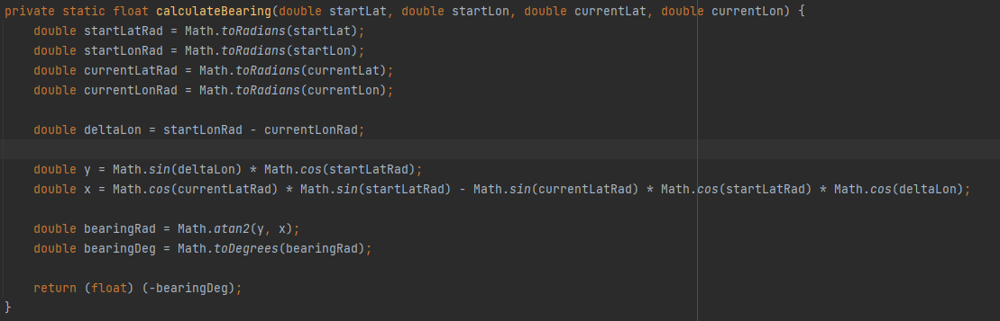 private static float calculateBearing(double startLat, double startLon, double currentLat, double currentLon) {
    double startLatRad = Math.toRadians(startLat);
    double startLonRad = Math.toRadians(startLon);
    double currentLatRad = Math.toRadians(currentLat);
    double currentLonRad = Math.toRadians(currentLon);

    double deltaLon = startLonRad - currentLonRad;

    double y = Math.sin(deltaLon) * Math.cos(startLatRad);
    double x = Math.cos(currentLatRad) * Math.sin(startLatRad) - Math.sin(currentLatRad) * Math.cos(startLatRad) * Math.cos(deltaLon);

    double bearingRad = Math.atan2(y, x);
    double bearingDeg = Math.toDegrees(bearingRad);

    return (float) (-bearingDeg);
}